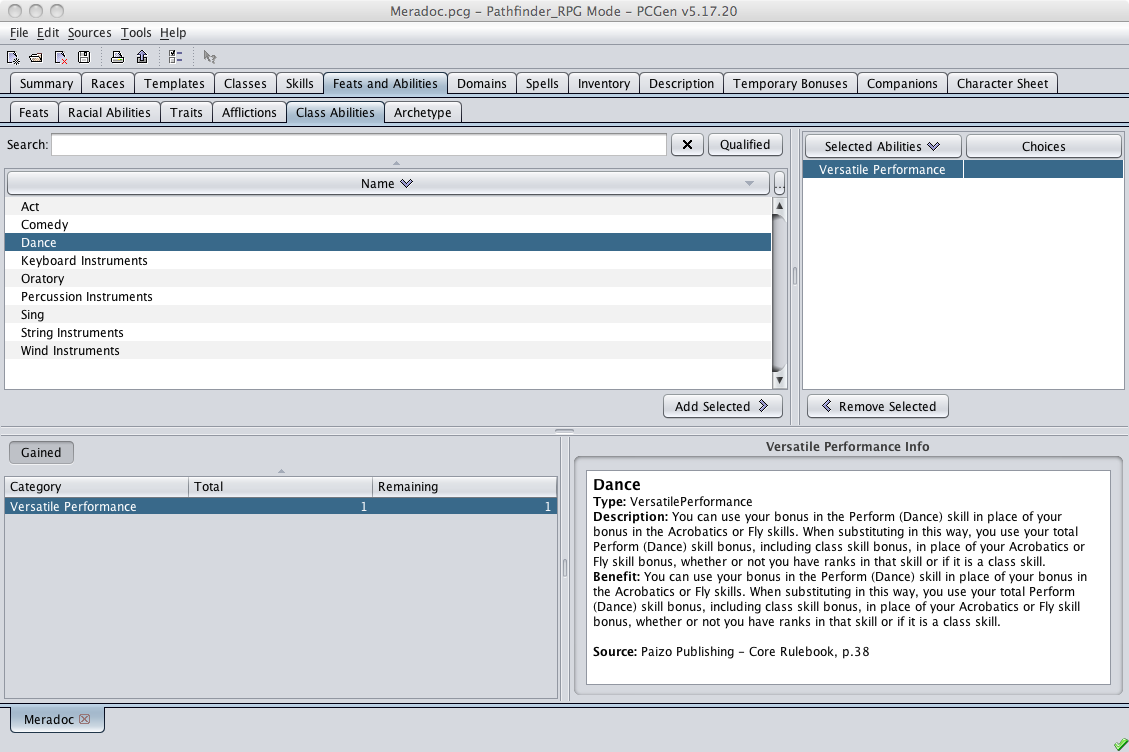 Meradoc.pcg – Pathfinder_RPG Mode – PCGen v5.17.20
File Edit Sources Tools Help
Summary Races Templates Classes Skills Feats and Abilities Domains Spells Inventory Description Temporary Bonuses Companions Character Sheet
Feats Racial Abilities Traits Afflictions Class Abilities Archetype
Search: Qualified
Selected Abilities Choices
Versatile Performance
Name ...
Act
Comedy
Dance
Keyboard Instruments
Oratory
Percussion Instruments
Sing
String Instruments
Wind Instruments
Add Selected
Remove Selected
Gained
Category Total Remaining
Versatile Performance 1 1
Versatile Performance Info
Dance
Type: VersatilePerformance
Description: You can use your bonus in the Perform (Dance) skill in place of your
bonus in the Acrobatics or Fly skills. When substituting in this way, you use your total
Perform (Dance) skill bonus, including class skill bonus, in place of your Acrobatics or
Fly skill bonus, whether or not you have ranks in that skill or if it is a class skill.
Benefit: You can use your bonus in the Perform (Dance) skill in place of your bonus in
the Acrobatics or Fly skills. When substituting in this way, you use your total Perform
(Dance) skill bonus, including class skill bonus, in place of your Acrobatics or Fly skill
bonus, whether or not you have ranks in that skill or if it is a class skill.
Source: Paizo Publishing – Core Rulebook, p.38
Meradoc